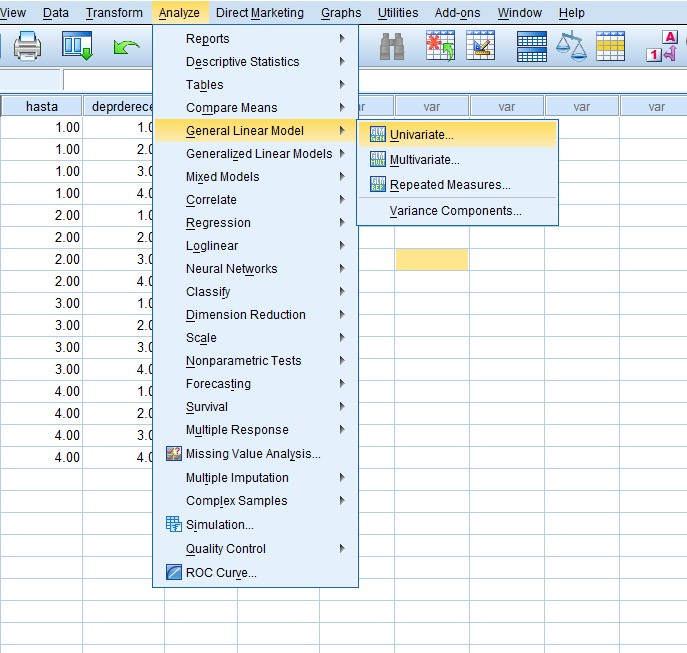 View Data Transform Analyze Direct Marketing Graphs Utilities Add-ons Window Help
1 A
hasta deprderece var var var var
Reports
Descriptive Statistics
Tables
Compare Means
General Linear Model
Generalized Linear Models
Mixed Models
Correlate
Regression
Loglinear
Neural Networks
Classify
Dimension Reduction
Scale
Nonparametric Tests
Forecasting
Survival
Multiple Response
Missing Value Analysis...
Multiple Imputation
Complex Samples
Simulation...
Quality Control
ROC Curve...
Univariate...
Multivariate...
Repeated Measures...
Variance Components...
1.00 1.0
1.00 2.0
1.00 3.0
1.00 4.0
2.00 1.0
2.00 2.0
2.00 3.0
2.00 4.0
3.00 1.0
3.00 2.0
3.00 3.0
3.00 4.0
4.00 1.0
4.00 2.0
4.00 3.0
4.00 4.0